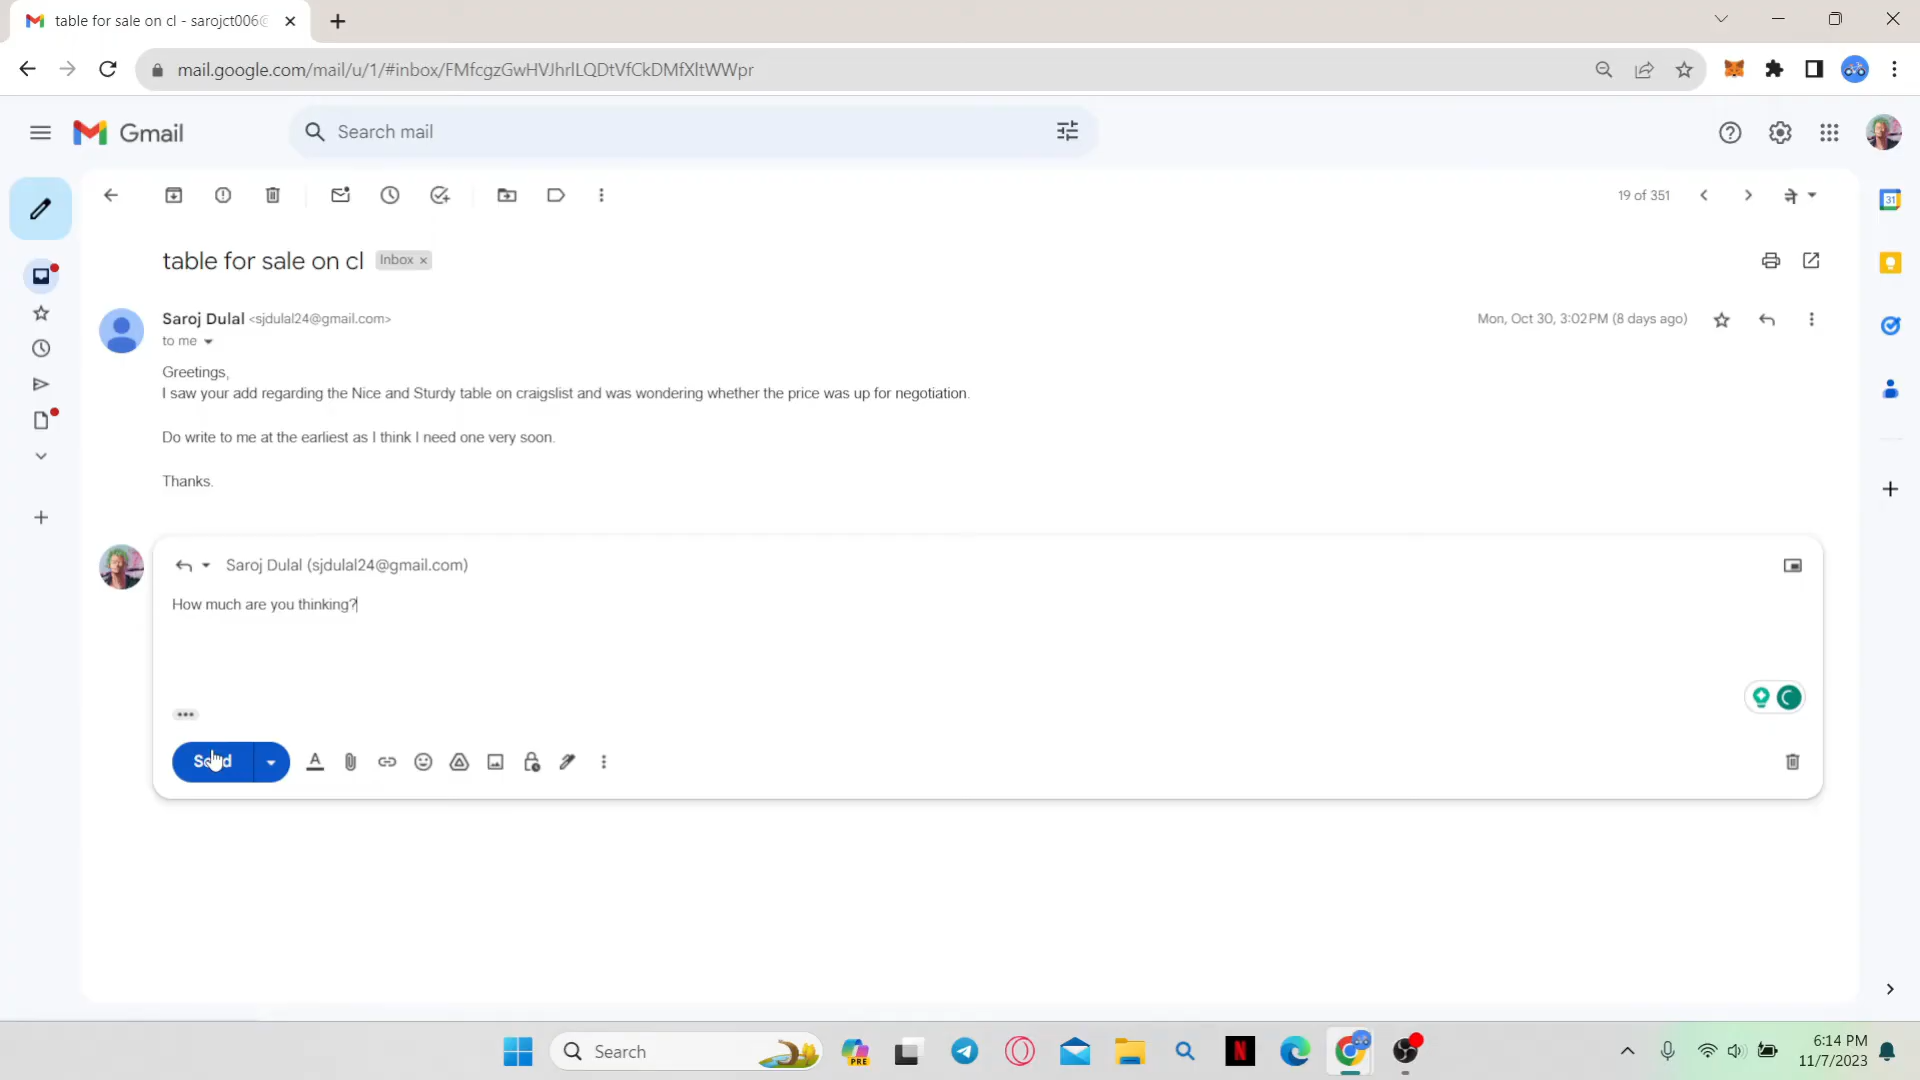 table for sale on cl - sarojct006@
mail.google.com/mail/u/1/#inbox/FMfcgzGwHVJhrlLQDtVfCkDMfXltWWpr
Gmail
Search mail
19 of 351
table for sale on cl Inbox ×
Saroj Dulal <sjdulal24@gmail.com>
Mon, Oct 30, 3:02 PM (8 days ago)
to me
Greetings,
I saw your add regarding the Nice and Sturdy table on craigslist and was wondering whether the price was up for negotiation.
Do write to me at the earliest as I think I need one very soon.
Thanks.
Saroj Dulal (sjdulal24@gmail.com)
How much are you thinking?
Send
31
Search
PRE
N
6:14 PM
11/7/2023